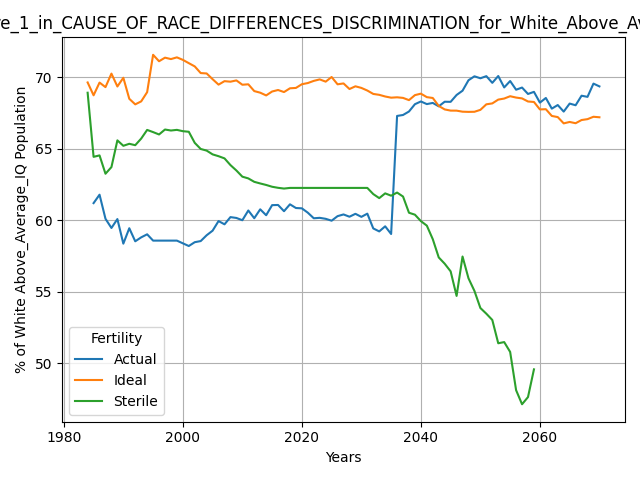 re_1_in_CAUSE_OF_RACE_DIFFERENCES_DISCRIMINATION_for_White_Above_Av
% of White Above_Average_IQ Population
70
65
60
55
50
Fertility
Actual
Ideal
Sterile
1980
2000
2020
2040
2060
Years